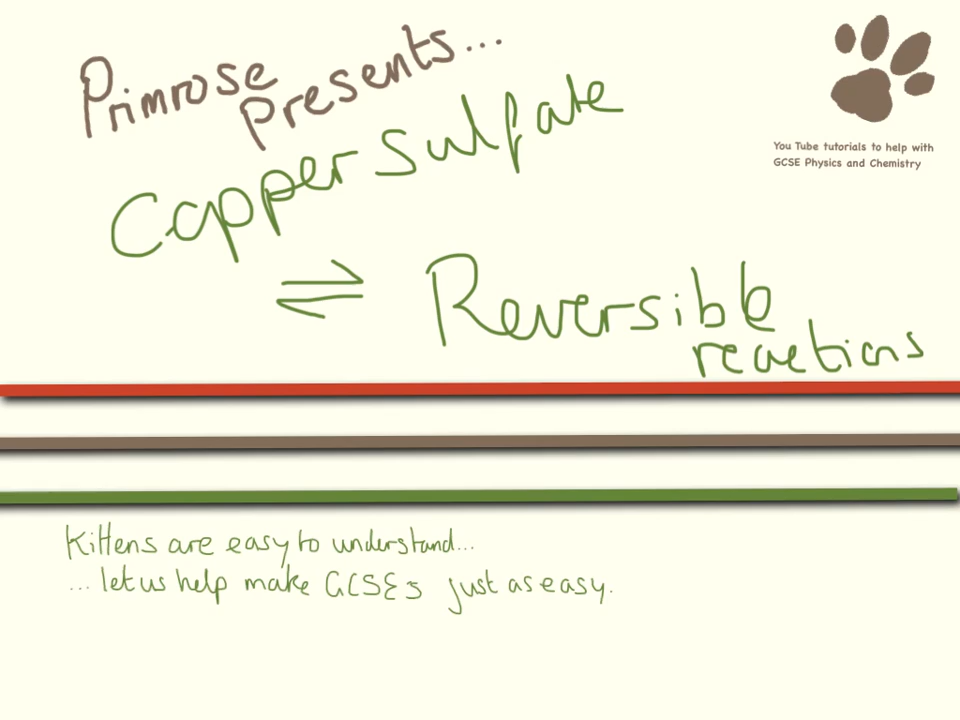 Primrose
Presents...
Copper Sulfate
⇌ Reversible
reactions
You Tube tutorials to help with
GCSE Physics and Chemistry
Kittens are easy to understand...
... let us help make GCSEs just as easy.